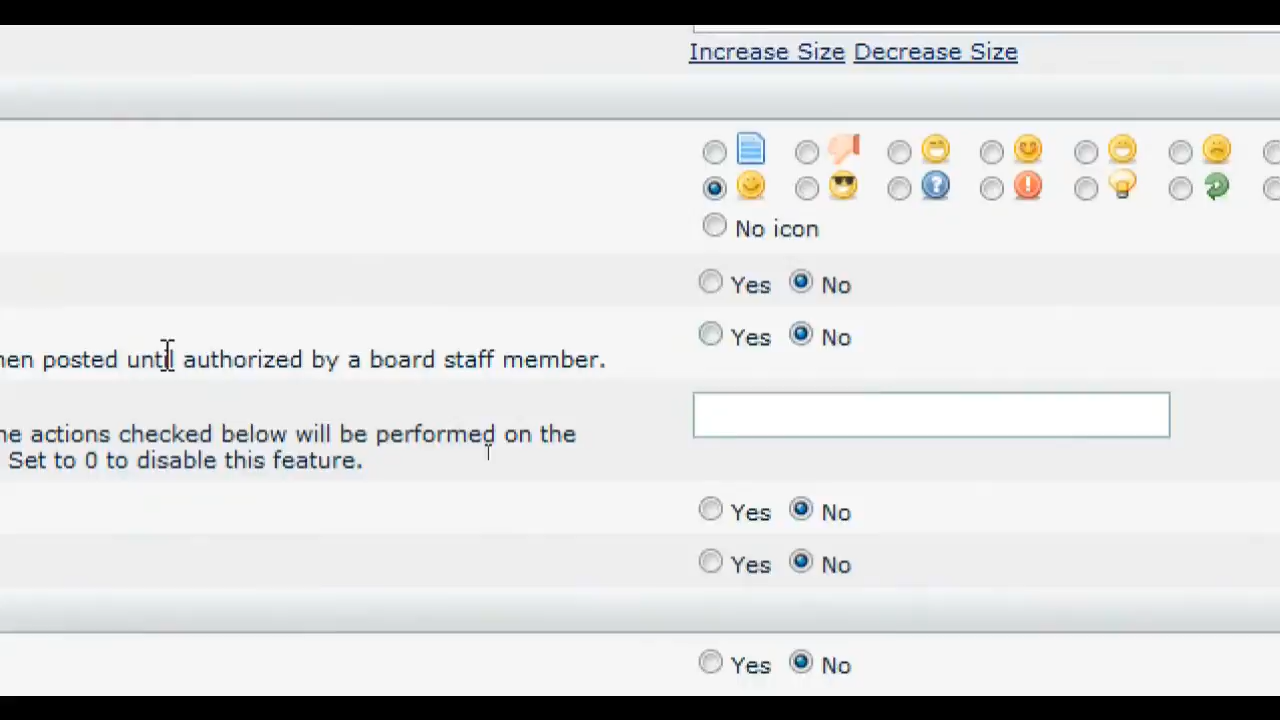 Increase Size Decrease Size
No icon
Yes No
Yes No
posted until authorized by a board staff member.
actions checked below will be performed on the
Set to 0 to disable this feature.
Yes No
Yes No
Yes No